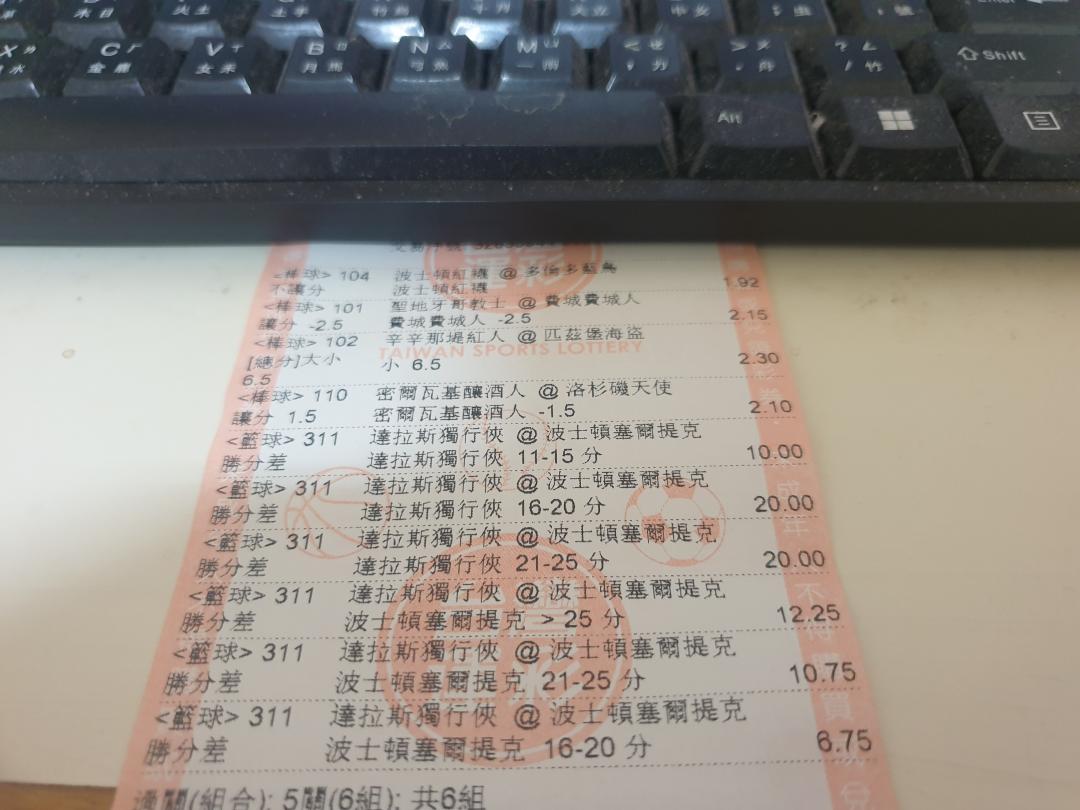 Enter
X ㄌ
水
C ㄏ
金
V ㄒ
女
B ㄖ
月
N ㄙ
弓
M ㄩ
一
< ㄝ
,
> ㄡ
.
? ㄥ
/ 竹
Shift
Alt
<棒球> 104 波士頓紅襪 @ 多倫多藍鳥
不讓分 波士頓紅襪 1.92
<棒球> 101 聖地牙哥教士 @ 費城費城人
讓分 -2.5 費城費城人 -2.5 2.15
<棒球> 102 辛辛那堤紅人 @ 匹茲堡海盜
TAIWAN SPORTS LOTTERY
[總分]大小 小 6.5 2.30
6.5
<棒球> 110 密爾瓦基釀酒人 @ 洛杉磯天使
讓分 1.5 密爾瓦基釀酒人 -1.5 2.10
<籃球> 311 達拉斯獨行俠 @ 波士頓塞爾提克
勝分差 達拉斯獨行俠 11-15 分 10.00
<籃球> 311 達拉斯獨行俠 @ 波士頓塞爾提克
勝分差 達拉斯獨行俠 16-20 分 20.00
<籃球> 311 達拉斯獨行俠 @ 波士頓塞爾提克
勝分差 達拉斯獨行俠 21-25 分 20.00
<籃球> 311 達拉斯獨行俠 @ 波士頓塞爾提克
勝分差 波士頓塞爾提克 > 25 分 12.25
<籃球> 311 達拉斯獨行俠 @ 波士頓塞爾提克
勝分差 波士頓塞爾提克 21-25 分 10.75
<籃球> 311 達拉斯獨行俠 @ 波士頓塞爾提克
勝分差 波士頓塞爾提克 16-20 分 6.75
過關(組合): 5關(6組); 共6組